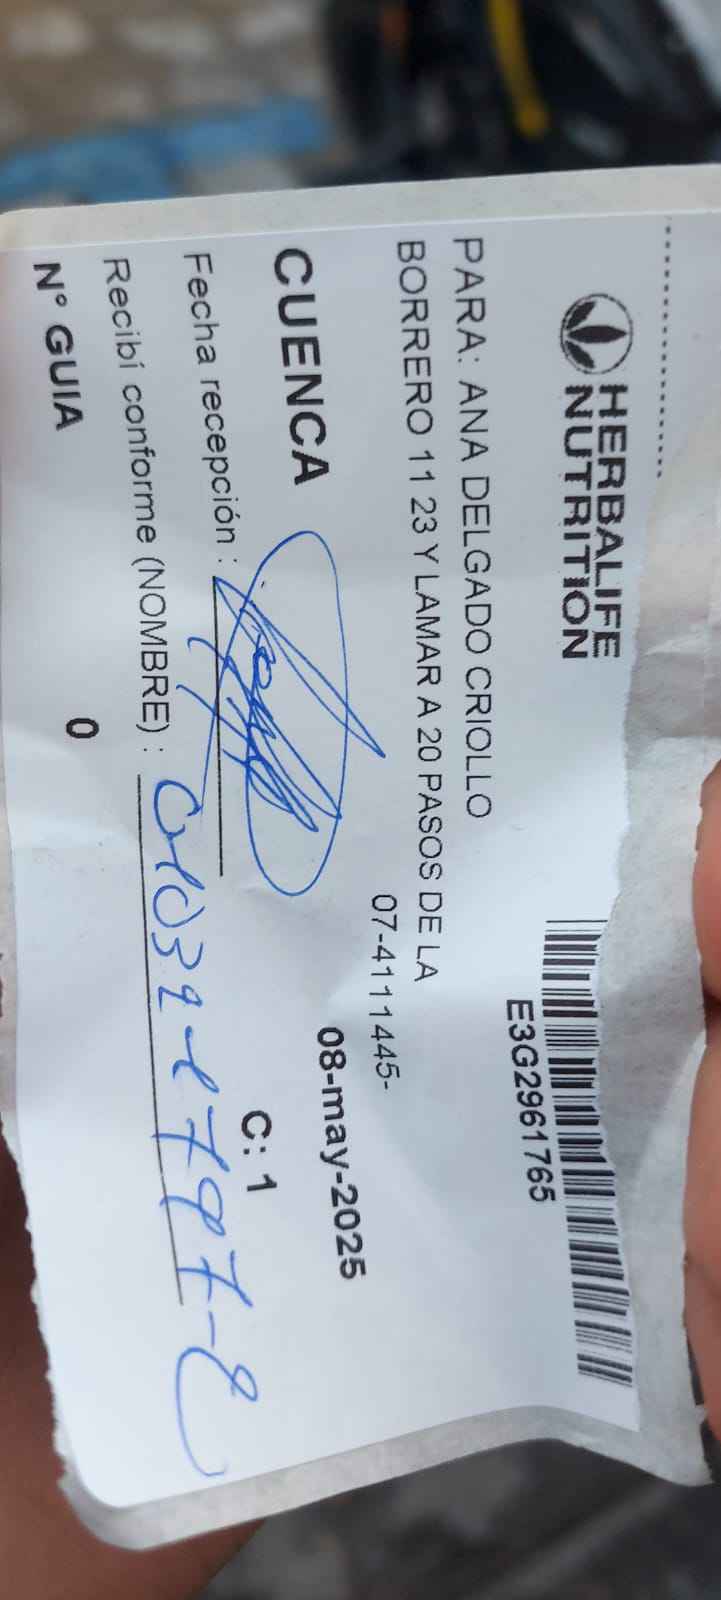 HERBALIFE
NUTRITION
E3G2961765
PARA: ANA DELGADO CRIOLLO
BORRERO 11 23 Y LAMAR A 20 PASOS DE LA
07-4111445-
CUENCA
08-may-2025
Fecha recepción :
C: 1
Recibí conforme (NOMBRE) :
N° GUIA
0